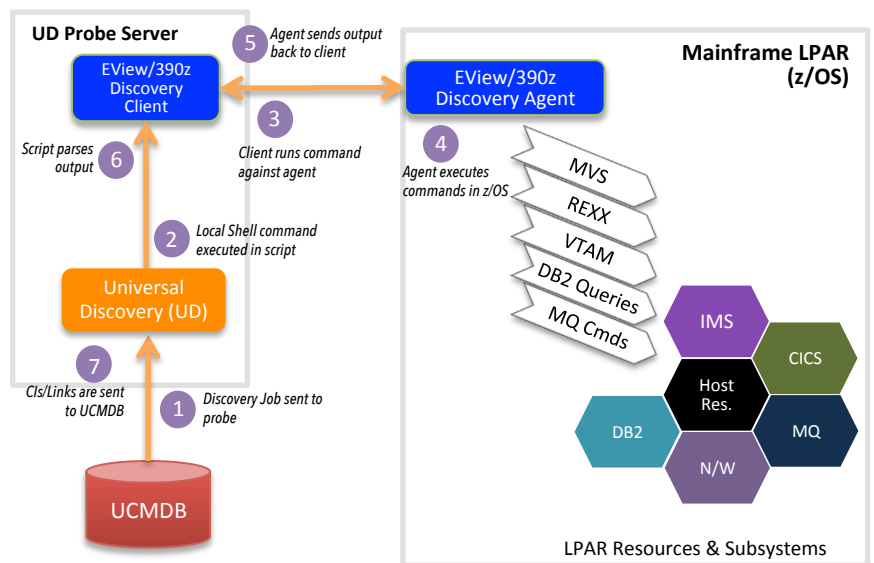 UD Probe Server
EView/390z
Discovery
Client
5
Agent sends output
back to client
3
Client runs command
against agent
6
Script parses
output
2
Local Shell command
executed in script
Universal
Discovery (UD)
7
CIs/Links are sent
to UCMDB
1
Discovery Job sent to
probe
UCMDB
Mainframe LPAR
(z/OS)
EView/390z
Discovery Agent
4
Agent executes
commands in z/OS
MVS
REXX
VTAM
DB2 Queries
MQ Cmds
IMS
CICS
Host
Res.
DB2
MQ
N/W
LPAR Resources & Subsystems